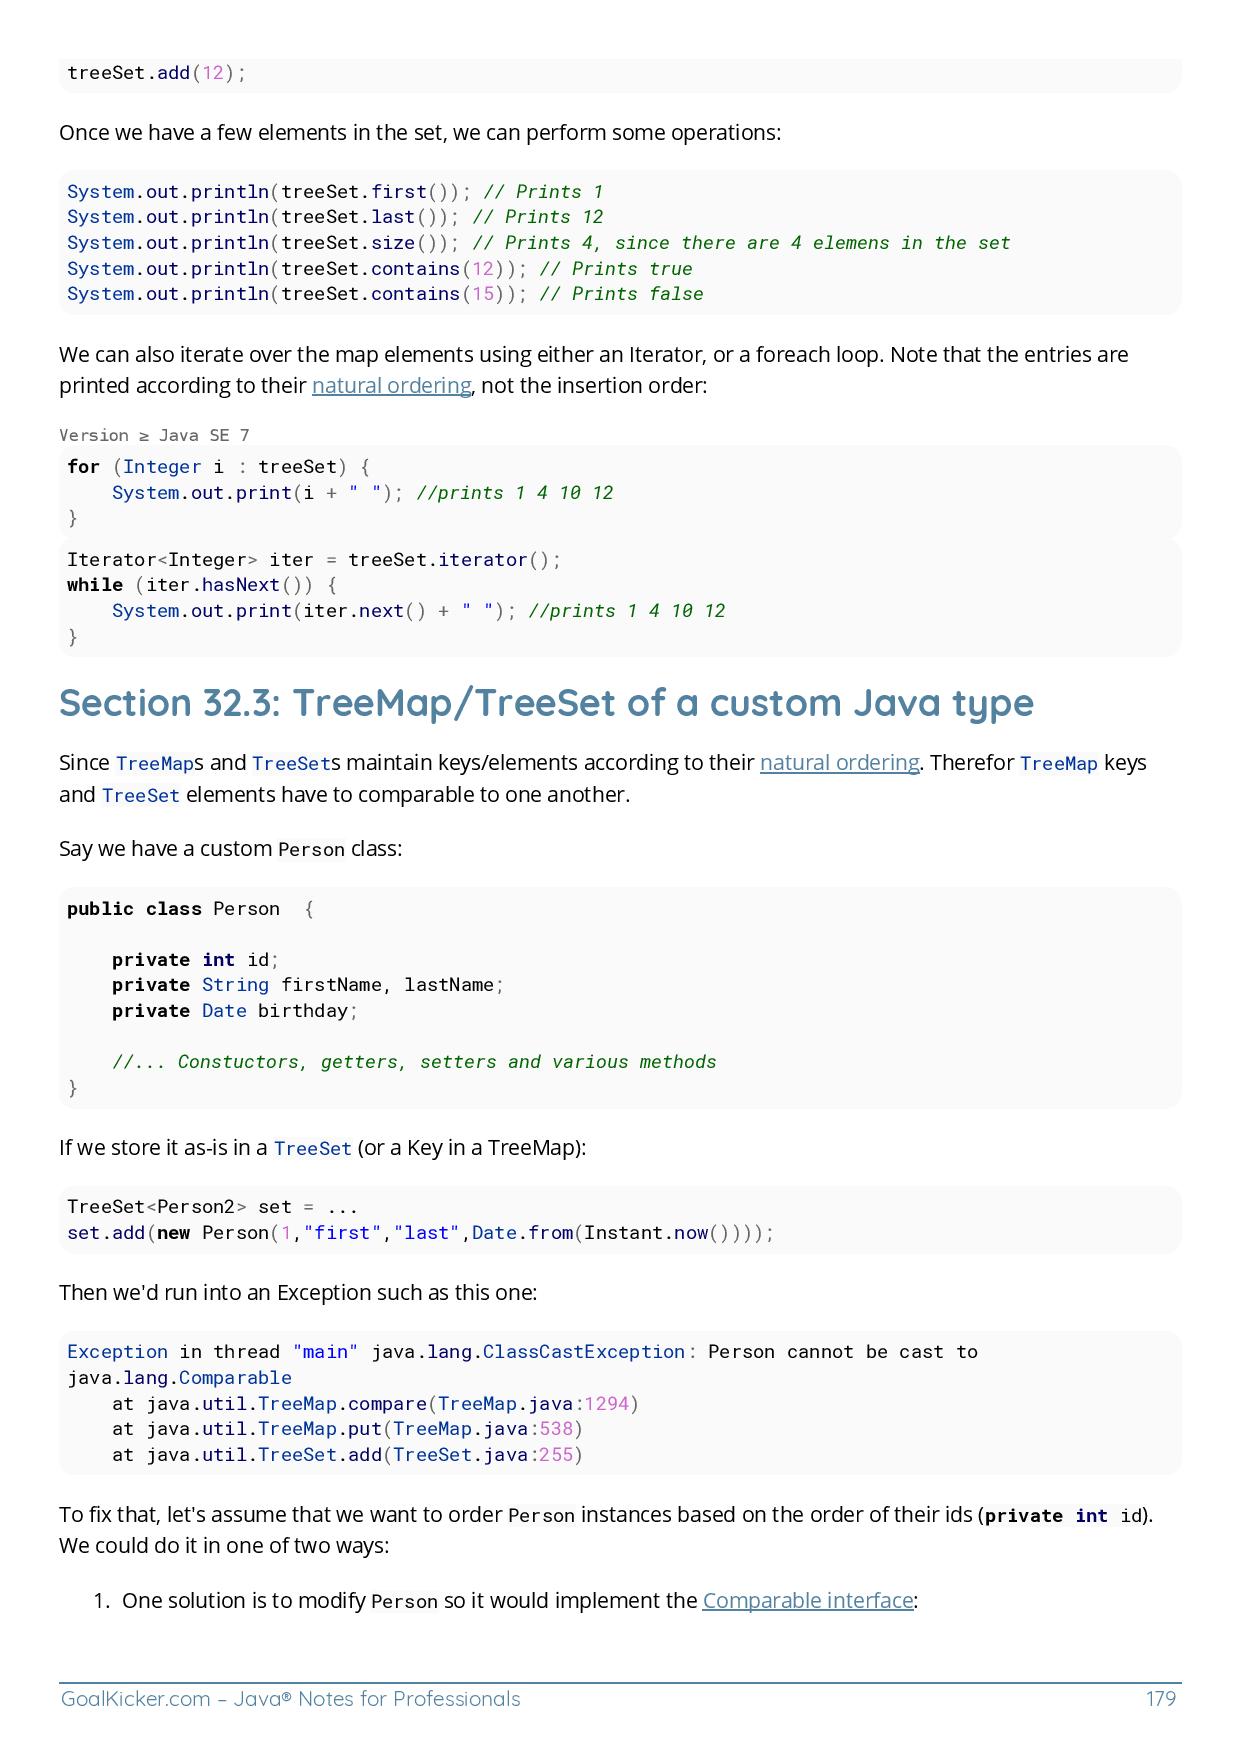 treeSet.add(12);
Once we have a few elements in the set, we can perform some operations:
System.out.println(treeSet.first()); // Prints 1
System.out.println(treeSet.last()); // Prints 12
System.out.println(treeSet.size()); // Prints 4, since there are 4 elemens in the set
System.out.println(treeSet.contains(12)); // Prints true
System.out.println(treeSet.contains(15)); // Prints false
We can also iterate over the map elements using either an Iterator, or a foreach loop. Note that the entries are
printed according to their natural ordering, not the insertion order:
Version ≥ Java SE 7
for (Integer i : treeSet) {
    System.out.print(i + " "); //prints 1 4 10 12
}
Iterator<Integer> iter = treeSet.iterator();
while (iter.hasNext()) {
    System.out.print(iter.next() + " "); //prints 1 4 10 12
}
Section 32.3: TreeMap/TreeSet of a custom Java type
Since TreeMaps and TreeSets maintain keys/elements according to their natural ordering. Therefor TreeMap keys
and TreeSet elements have to comparable to one another.
Say we have a custom Person class:
public class Person  {
    private int id;
    private String firstName, lastName;
    private Date birthday;
    //... Constuctors, getters, setters and various methods
}
If we store it as-is in a TreeSet (or a Key in a TreeMap):
TreeSet<Person2> set = ...
set.add(new Person(1,"first","last",Date.from(Instant.now())));
Then we'd run into an Exception such as this one:
Exception in thread "main" java.lang.ClassCastException: Person cannot be cast to
java.lang.Comparable
    at java.util.TreeMap.compare(TreeMap.java:1294)
    at java.util.TreeMap.put(TreeMap.java:538)
    at java.util.TreeSet.add(TreeSet.java:255)
To fix that, let's assume that we want to order Person instances based on the order of their ids (private int id).
We could do it in one of two ways:
1. One solution is to modify Person so it would implement the Comparable interface:
GoalKicker.com – Java® Notes for Professionals 179